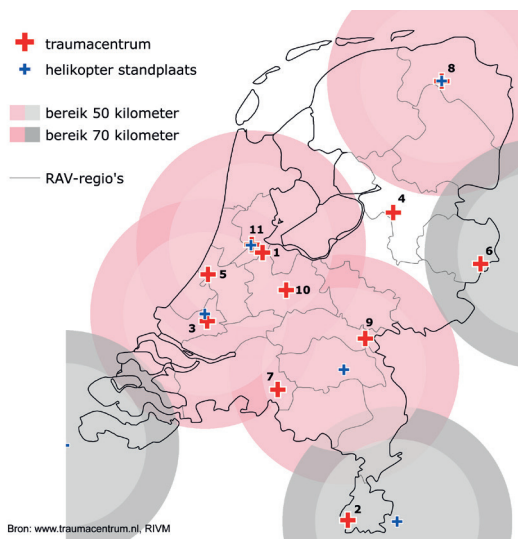 traumacentrum
helikopter standplaats
bereik 50 kilometer
bereik 70 kilometer
RAV-regio's
8
4
11
1
6
5
10
3
9
7
2
Bron: www.traumacentrum.nl, RIVM